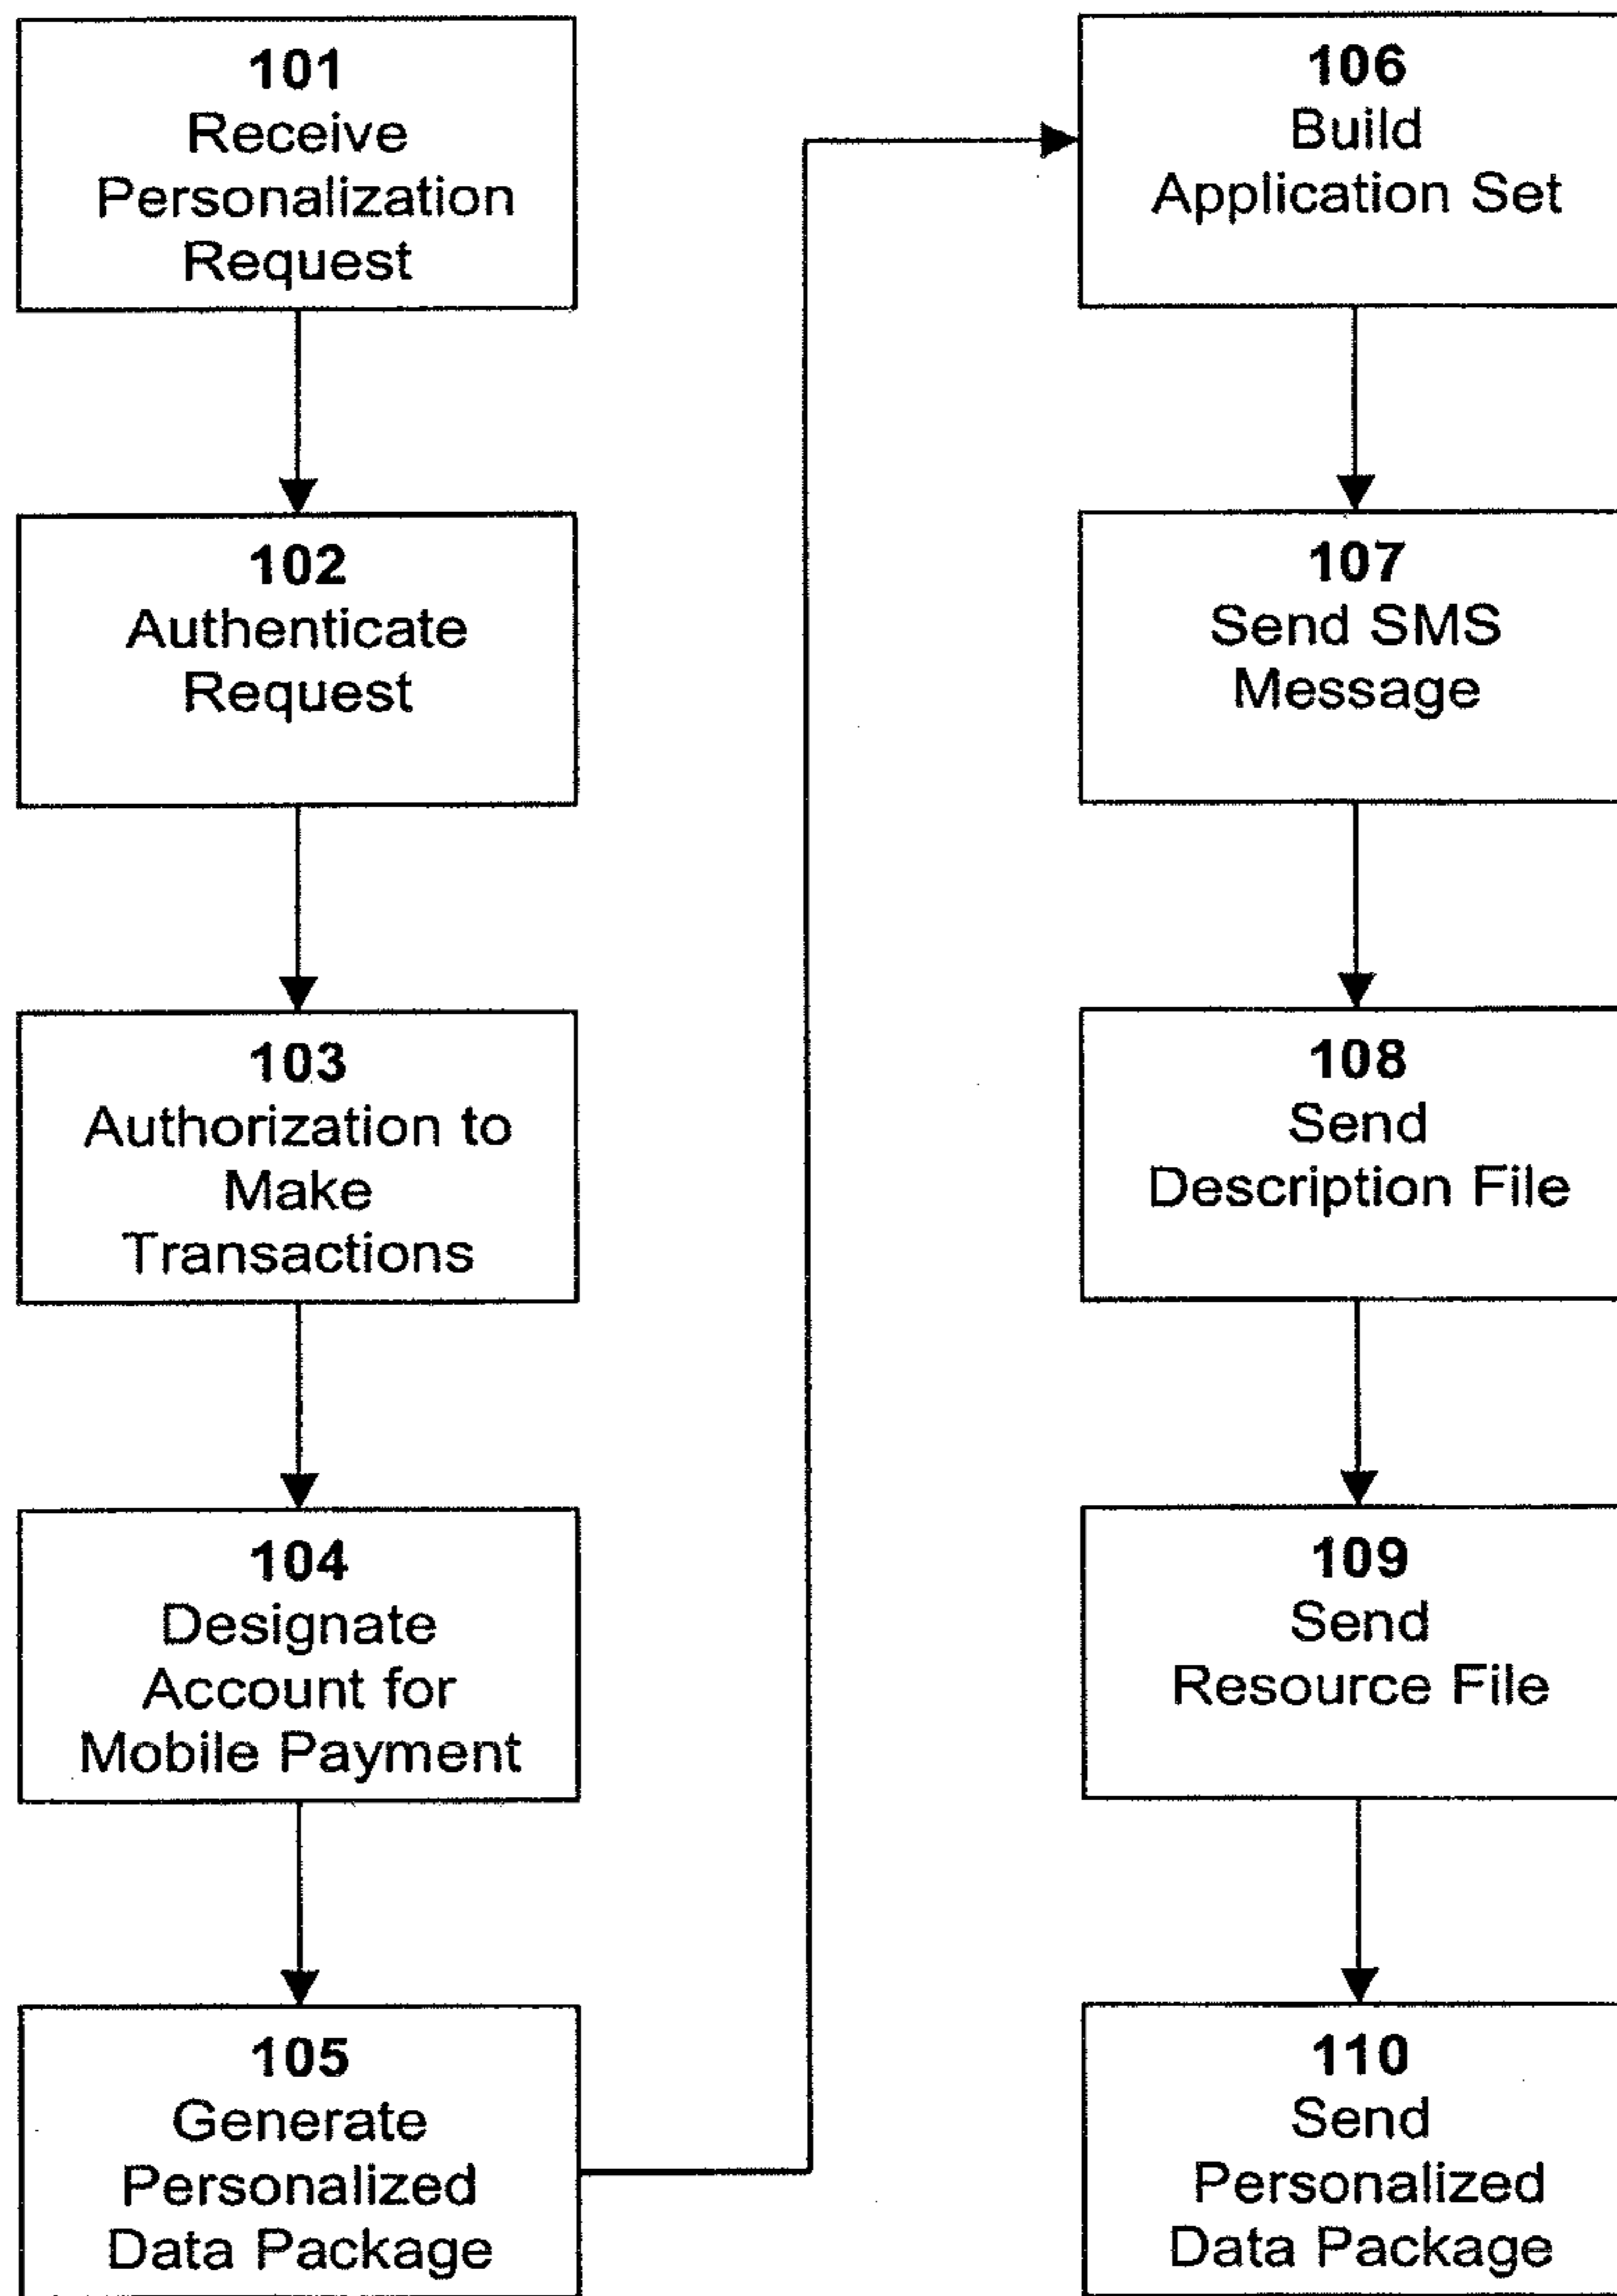 101
Receive
Personalization
Request
102
Authenticate
Request
103
Authorization to
Make
Transactions
104
Designate
Account for
Mobile Payment
105
Generate
Personalized
Data Package
106
Build
Application Set
107
Send SMS
Message
108
Send
Description File
109
Send
Resource File
110
Send
Personalized
Data Package